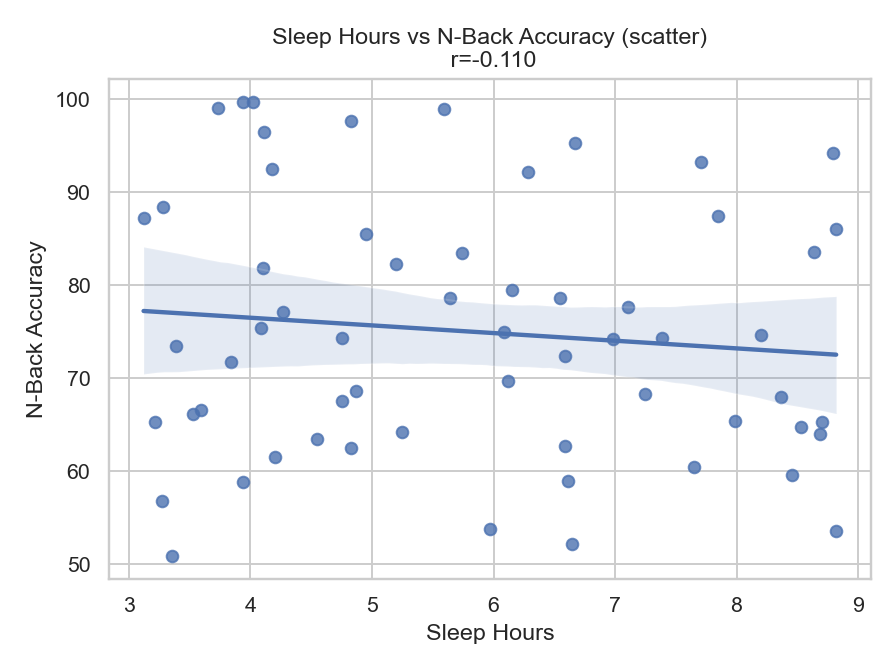 Sleep Hours vs N-Back Accuracy (scatter)
r=-0.110
100
90
80
70
60
50
N-Back Accuracy
3 4 5 6 7 8 9
Sleep Hours